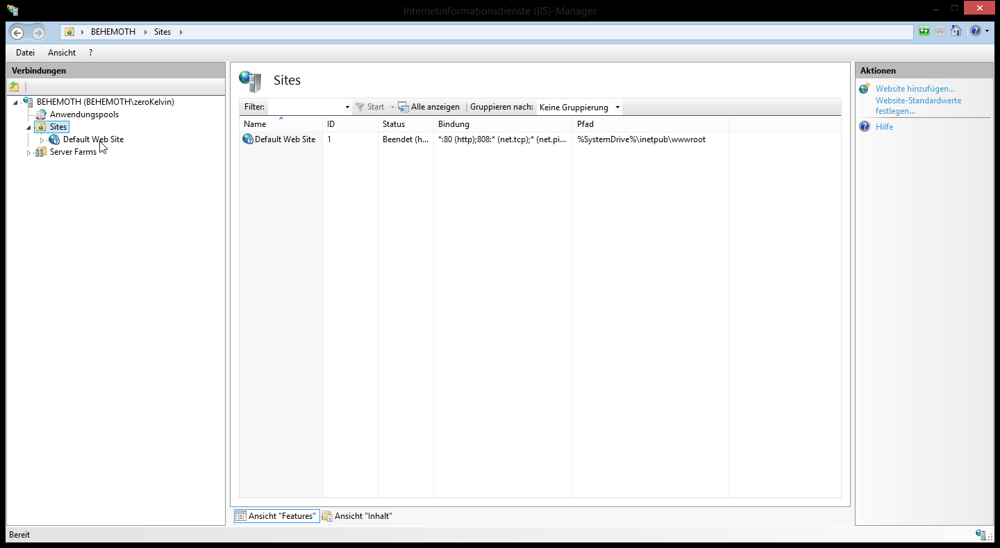 Internetinformationsdienste (IIS)-Manager
BEHEMOTH Sites
Datei Ansicht ?
Verbindungen
BEHEMOTH (BEHEMOTH\zeroKelvin)
Anwendungspools
Sites
Default Web Site
Server Farms
Sites
Filter: Start Alle anzeigen Gruppieren nach: Keine Gruppierung
Name ID Status Bindung Pfad
Default Web Site 1 Beendet (h... *:80 (http);808:* (net.tcp);* (net.pi... %SystemDrive%\inetpub\wwwroot
Ansicht "Features" Ansicht "Inhalt"
Aktionen
Website hinzufügen...
Website-Standardwerte
festlegen...
Hilfe
Bereit